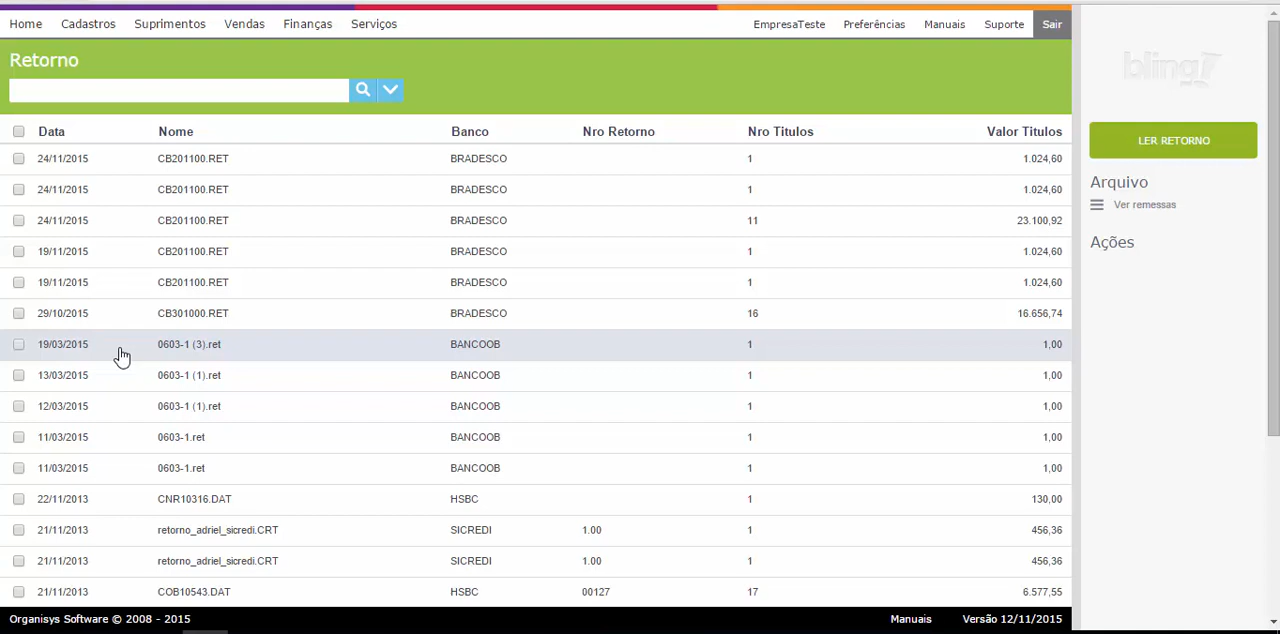 Home Cadastros Suprimentos Vendas Finanças Serviços EmpresaTeste Preferências Manuais Suporte Sair
Retorno
bling
LER RETORNO
Arquivo
Ver remessas
Ações
Data Nome Banco Nro Retorno Nro Titulos Valor Titulos
24/11/2015 CB201100.RET BRADESCO 1 1.024,60
24/11/2015 CB201100.RET BRADESCO 1 1.024,60
24/11/2015 CB201100.RET BRADESCO 11 23.100,92
19/11/2015 CB201100.RET BRADESCO 1 1.024,60
19/11/2015 CB201100.RET BRADESCO 1 1.024,60
29/10/2015 CB301000.RET BRADESCO 16 16.656,74
19/03/2015 0603-1 (3).ret BANCOOB 1 1,00
13/03/2015 0603-1 (1).ret BANCOOB 1 1,00
12/03/2015 0603-1 (1).ret BANCOOB 1 1,00
11/03/2015 0603-1.ret BANCOOB 1 1,00
11/03/2015 0603-1.ret BANCOOB 1 1,00
22/11/2013 CNR10316.DAT HSBC 1 130,00
21/11/2013 retorno_adriel_sicredi.CRT SICREDI 1.00 1 456,36
21/11/2013 retorno_adriel_sicredi.CRT SICREDI 1.00 1 456,36
21/11/2013 COB10543.DAT HSBC 00127 17 6.577,55
Organisys Software © 2008 - 2015 Manuais Versão 12/11/2015